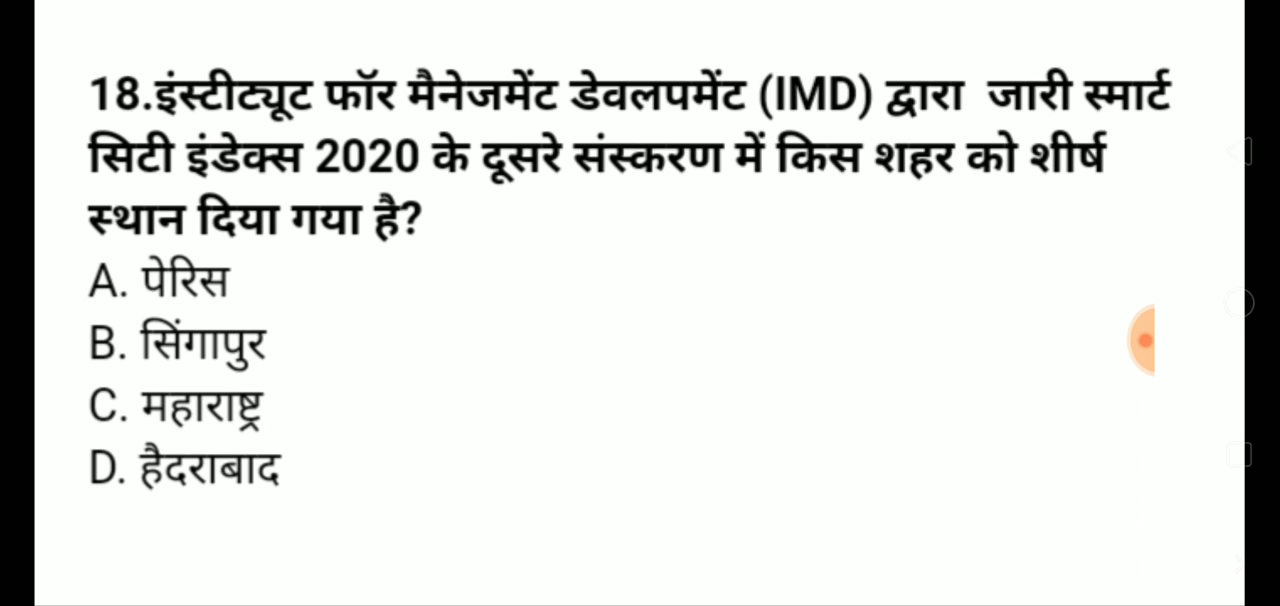 18.इंस्टीट्यूट फॉर मैनेजमेंट डेवलपमेंट (IMD) द्वारा जारी स्मार्ट
सिटी इंडेक्स 2020 के दूसरे संस्करण में किस शहर को शीर्ष
स्थान दिया गया है?
A. पेरिस
B. सिंगापुर
C. महाराष्ट्र
D. हैदराबाद